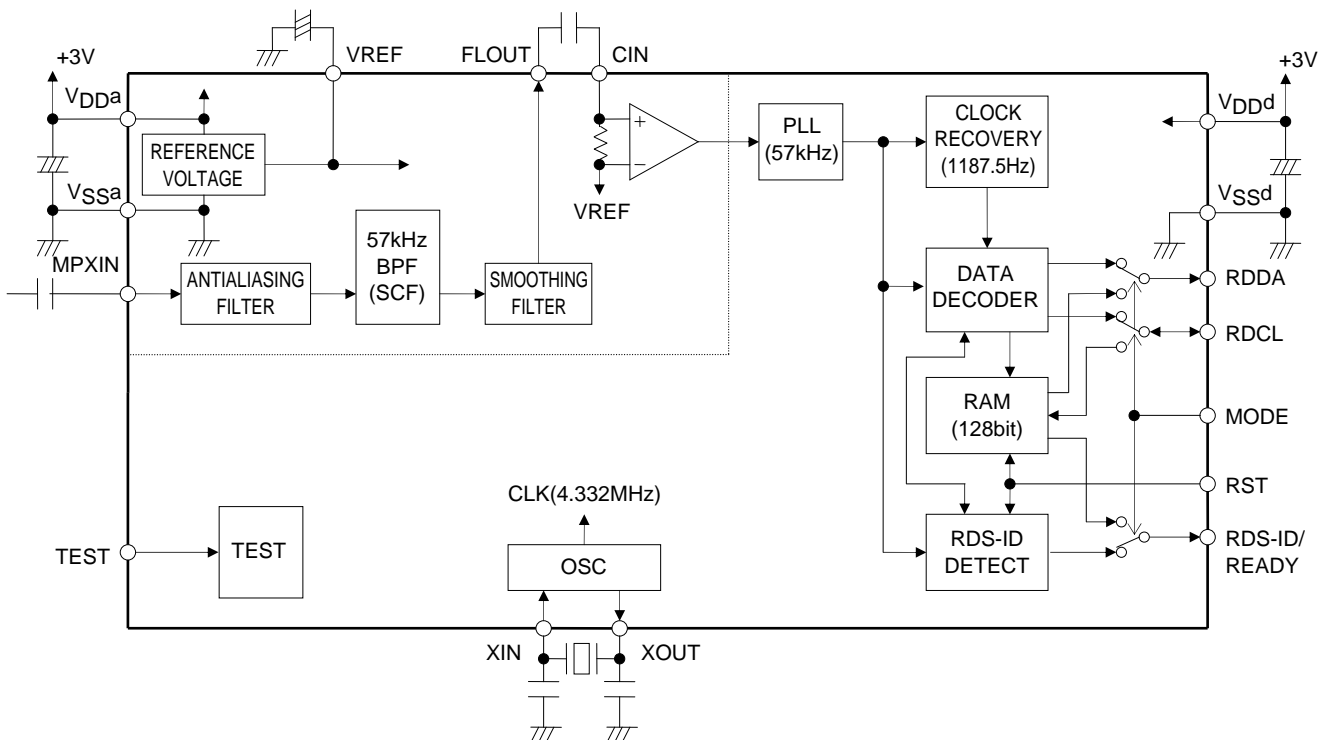 +3V
VREF
FLOUT
CIN
+3V
VDDa
REFERENCE
VOLTAGE
VSSa
+
−
VREF
PLL
(57kHz)
CLOCK
RECOVERY
(1187.5Hz)
VDDd
VSSd
MPXIN
ANTIALIASING
FILTER
57kHz
BPF
(SCF)
SMOOTHING
FILTER
DATA
DECODER
RDDA
RDCL
RAM
(128bit)
MODE
RST
CLK(4.332MHz)
TEST
TEST
OSC
RDS-ID
DETECT
RDS-ID/
READY
XIN
XOUT